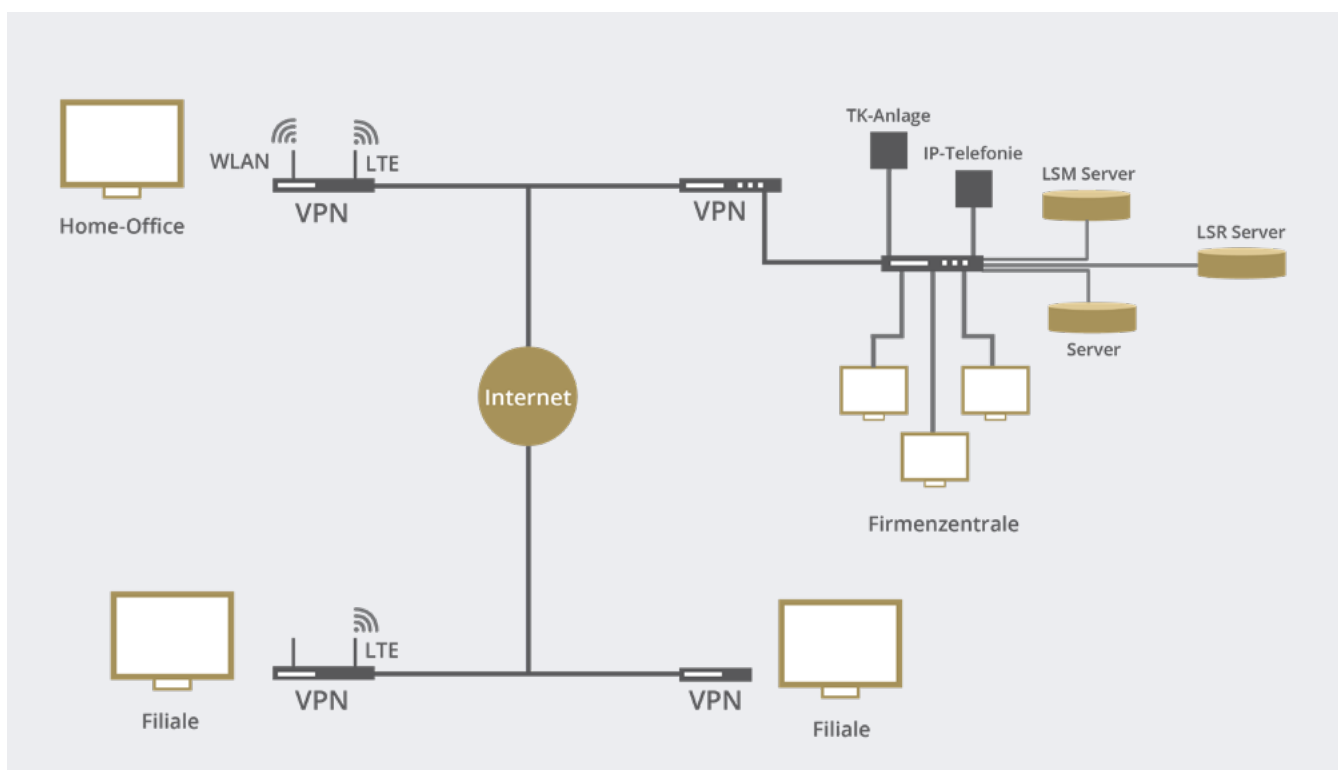 TK-Anlage
IP-Telefonie
WLAN
LTE
LSM Server
VPN
VPN
Home-Office
LSR Server
Server
Internet
Firmenzentrale
LTE
VPN
VPN
Filiale
Filiale